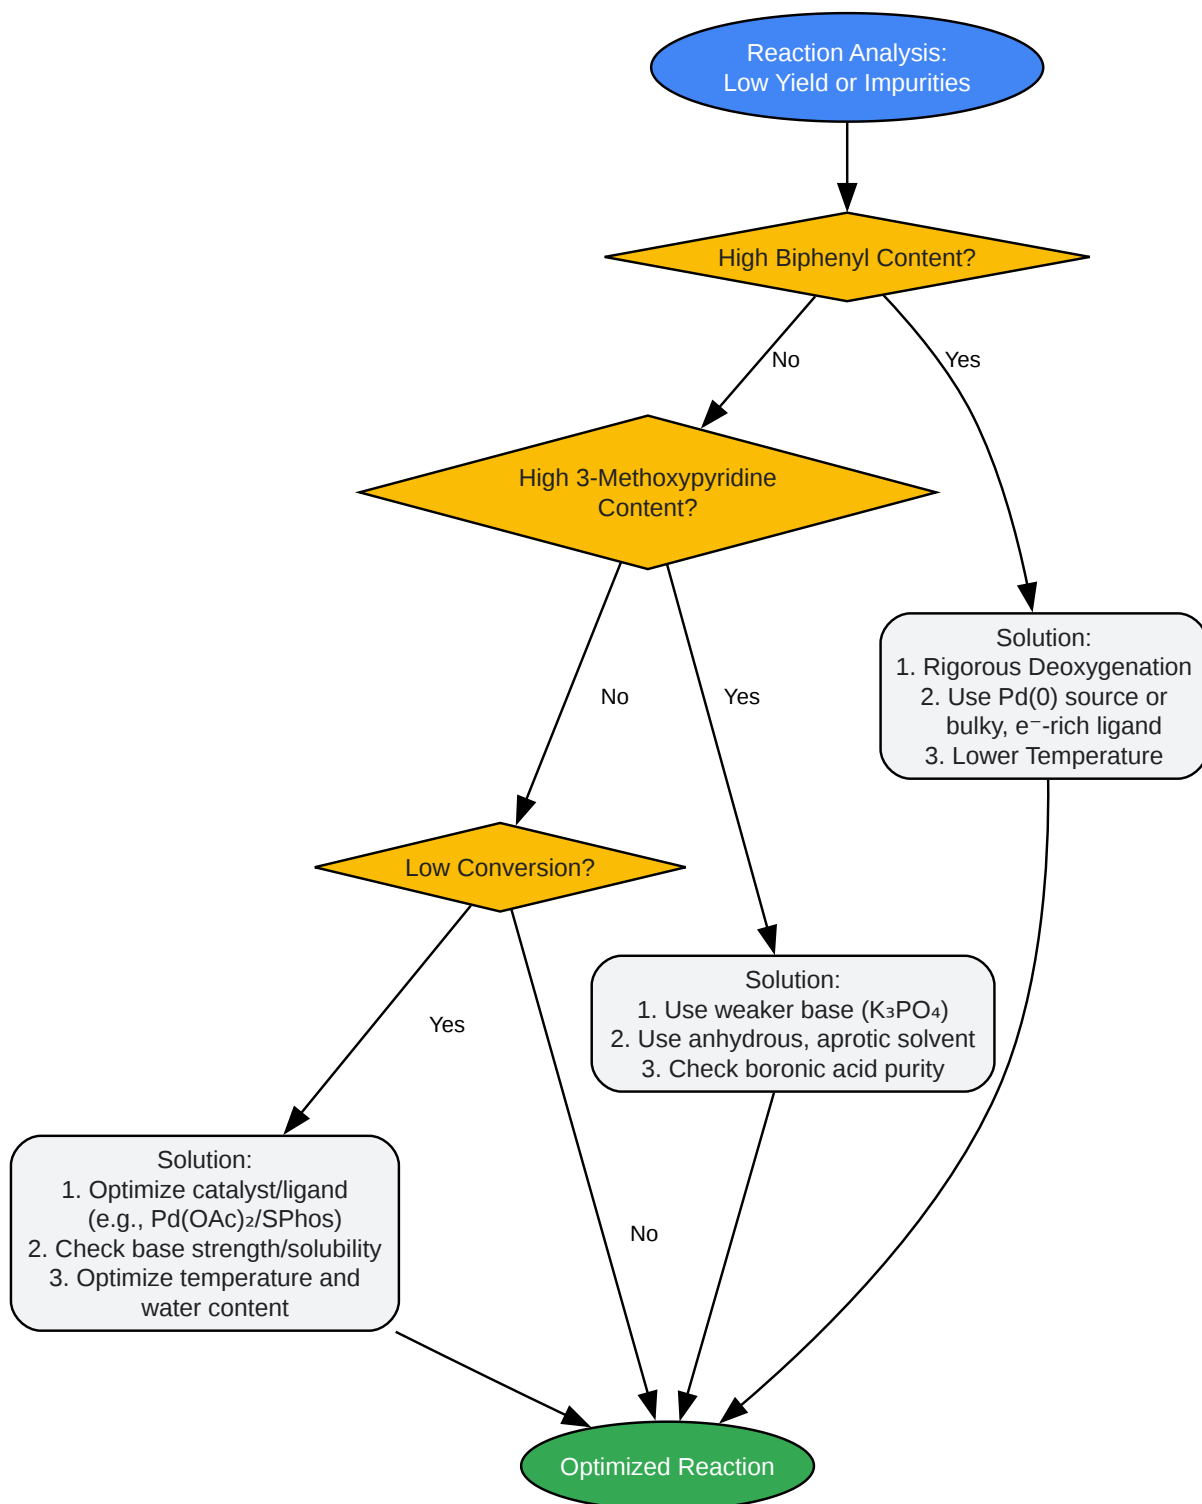 Reaction Analysis:
Low Yield or Impurities
High Biphenyl Content?
No
Yes
High 3-Methoxypyridine
Content?
No
Yes
Solution:
1. Rigorous Deoxygenation
2. Use Pd(0) source or
bulky, e⁻-rich ligand
3. Lower Temperature
Low Conversion?
Yes
No
Solution:
1. Use weaker base (K₃PO₄)
2. Use anhydrous, aprotic solvent
3. Check boronic acid purity
Solution:
1. Optimize catalyst/ligand
(e.g., Pd(OAc)₂/SPhos)
2. Check base strength/solubility
3. Optimize temperature and
water content
Optimized Reaction